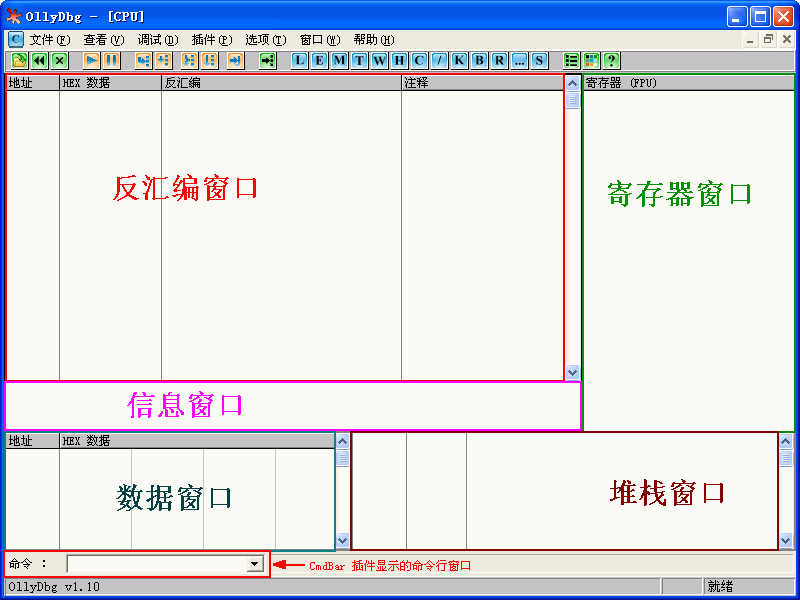 OllyDbg - [CPU]
C 文件(F) 查看(V) 调试(D) 插件(P) 选项(T) 窗口(W) 帮助(H)
L E M T W H C / K B R ... S ?
地址 HEX 数据 反汇编 注释 寄存器 (FPU)
反汇编窗口
寄存器窗口
信息窗口
地址 HEX 数据
数据窗口
堆栈窗口
命令 :
CmdBar 插件显示的命令行窗口
OllyDbg v1.10 就绪